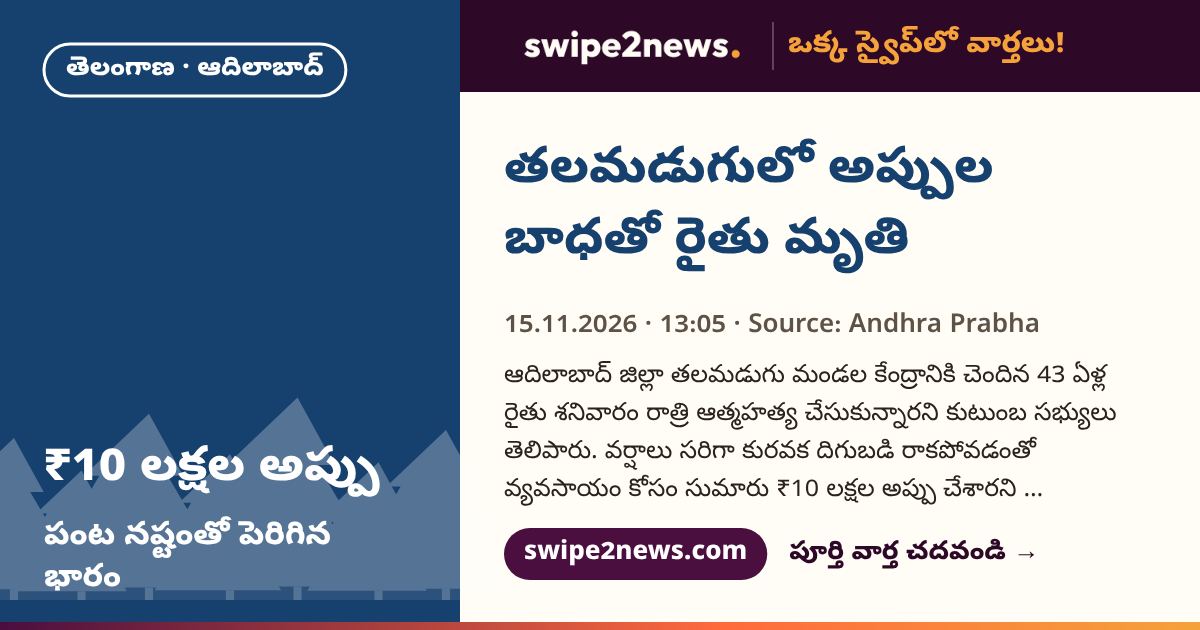 తెలంగాణ · ఆదిలాబాద్
₹10 లక్షల అప్పు
పంట నష్టంతో పెరిగిన
భారం
swipe2news.
ఒక్క స్వైప్‌లో వార్తలు!
తలమడుగులో అప్పుల
బాధతో రైతు మృతి
15.11.2026 · 13:05 · Source: Andhra Prabha
ఆదిలాబాద్ జిల్లా తలమడుగు మండల కేంద్రానికి చెందిన 43 ఏళ్ల
రైతు శనివారం రాత్రి ఆత్మహత్య చేసుకున్నారని కుటుంబ సభ్యులు
తెలిపారు. వర్షాలు సరిగా కురవక దిగుబడి రాకపోవడంతో
వ్యవసాయం కోసం సుమారు ₹10 లక్షల అప్పు చేశారని ...
swipe2news.com
పూర్తి వార్త చదవండి →